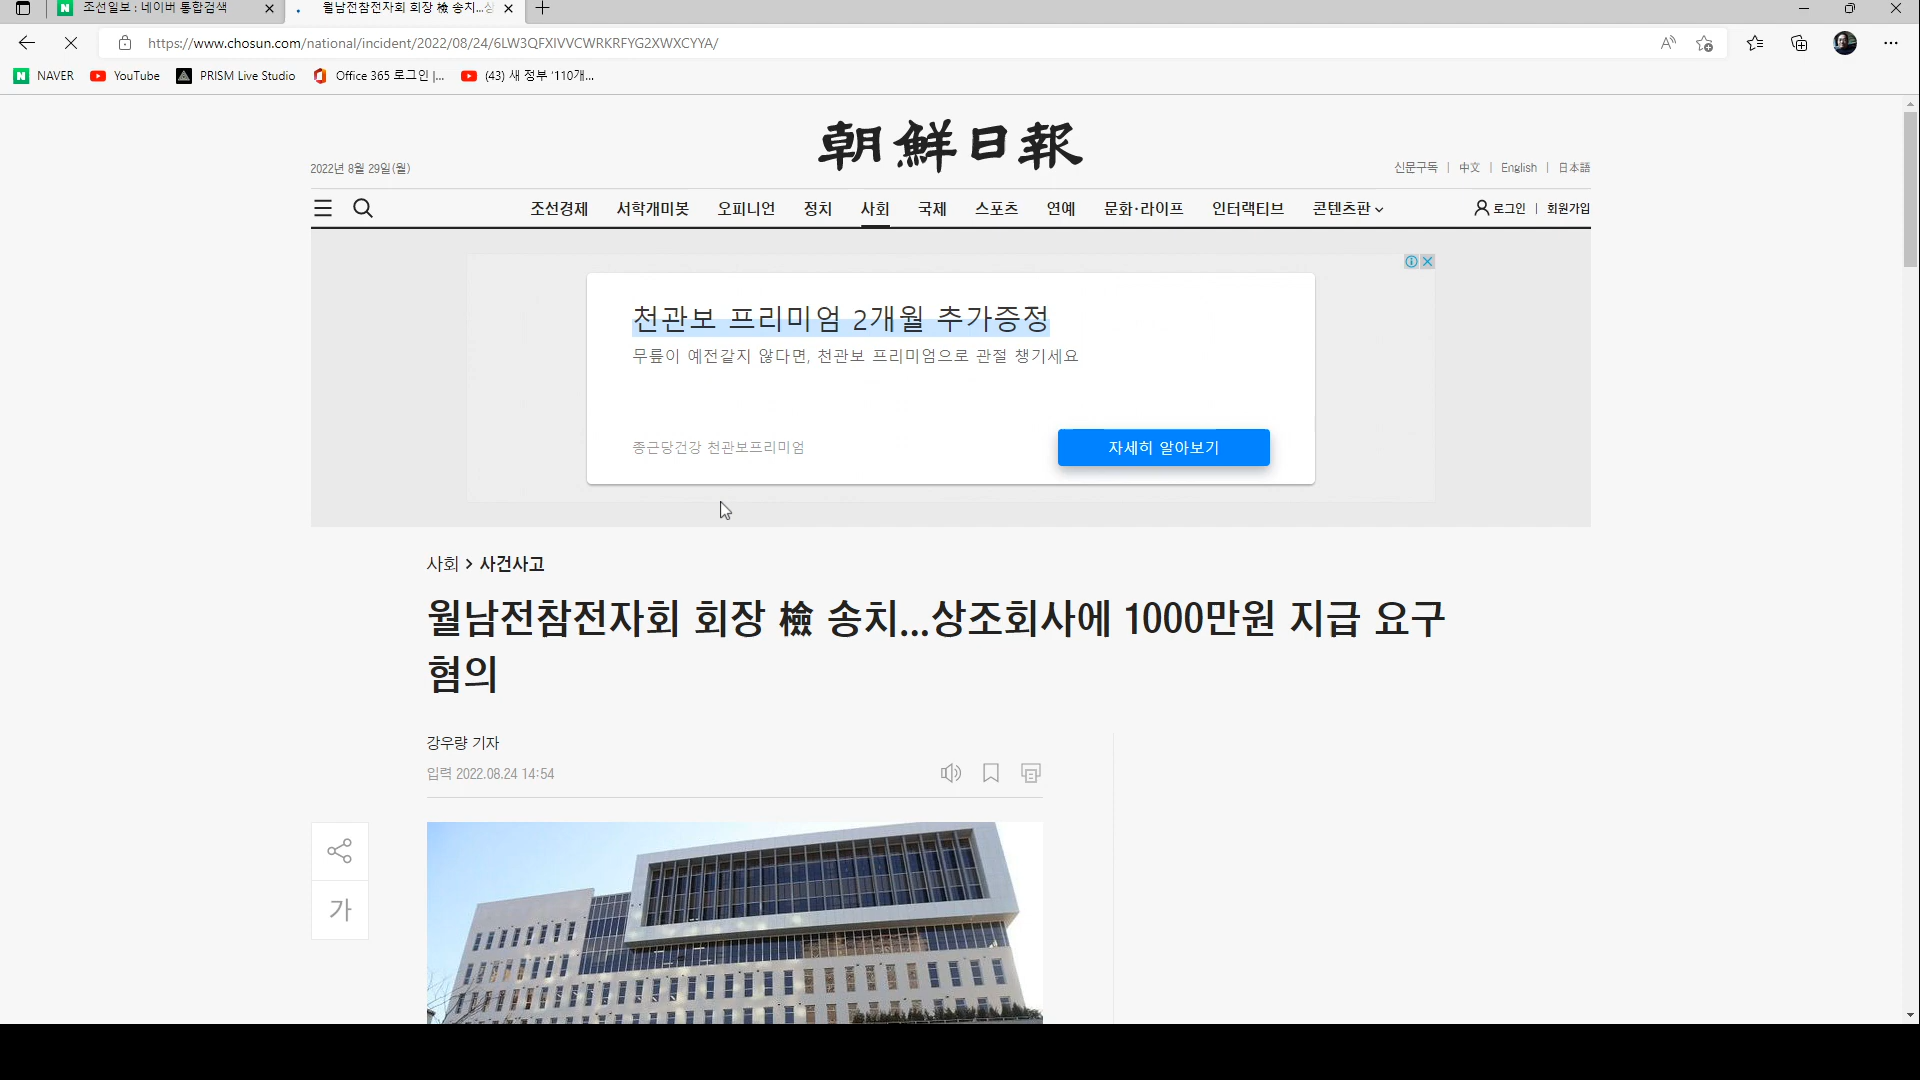 조선일보 : 네이버 통합검색
월남전참전자회 회장 檢 송치...상
https://www.chosun.com/national/incident/2022/08/24/6LW3QFXIVVCWRKRFYG2XWXCYYA/
NAVER YouTube PRISM Live Studio Office 365 로그인 |... (43) 새 정부 '110개...
朝鮮日報
2022년 8월 29일(월)
신문구독 | 中文 | English | 日本語
조선경제 서학개미봇 오피니언 정치 사회 국제 스포츠 연예 문화·라이프 인터랙티브 콘텐츠판
로그인 | 회원가입
천관보 프리미엄 2개월 추가증정
무릎이 예전같지 않다면, 천관보 프리미엄으로 관절 챙기세요
종근당건강 천관보프리미엄
자세히 알아보기
사회 > 사건사고
월남전참전자회 회장 檢 송치...상조회사에 1000만원 지급 요구
혐의
강우량 기자
입력 2022.08.24 14:54
가